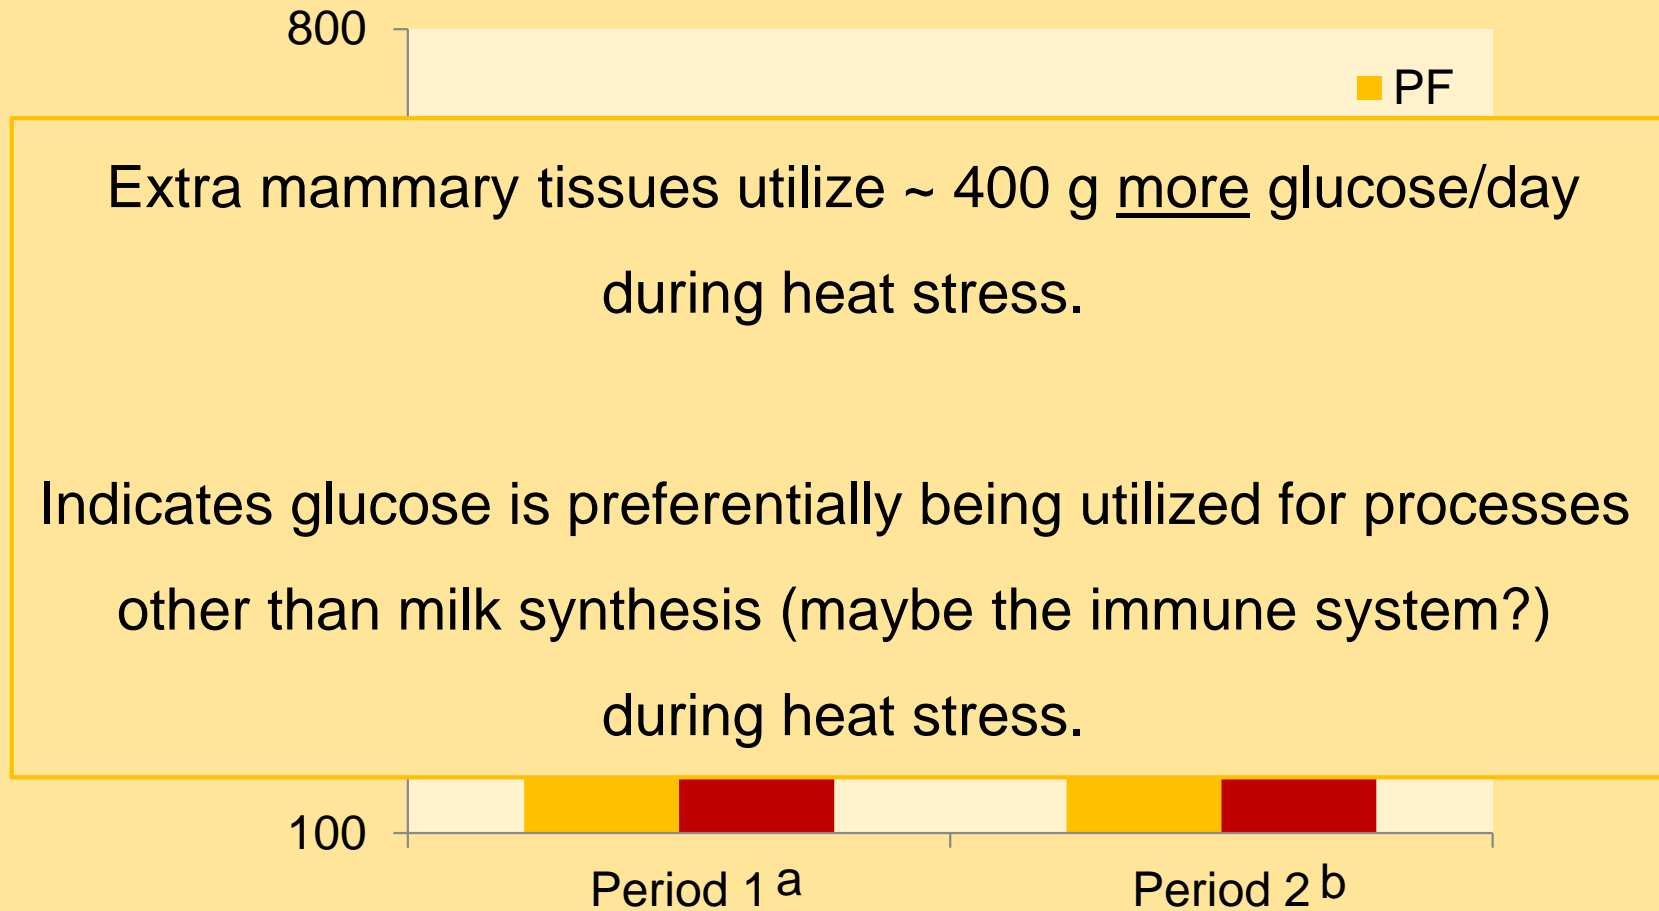 800
PF
Extra mammary tissues utilize ~ 400 g more glucose/day
during heat stress.
Indicates glucose is preferentially being utilized for processes
other than milk synthesis (maybe the immune system?)
during heat stress.
100
Period 1 a
Period 2 b